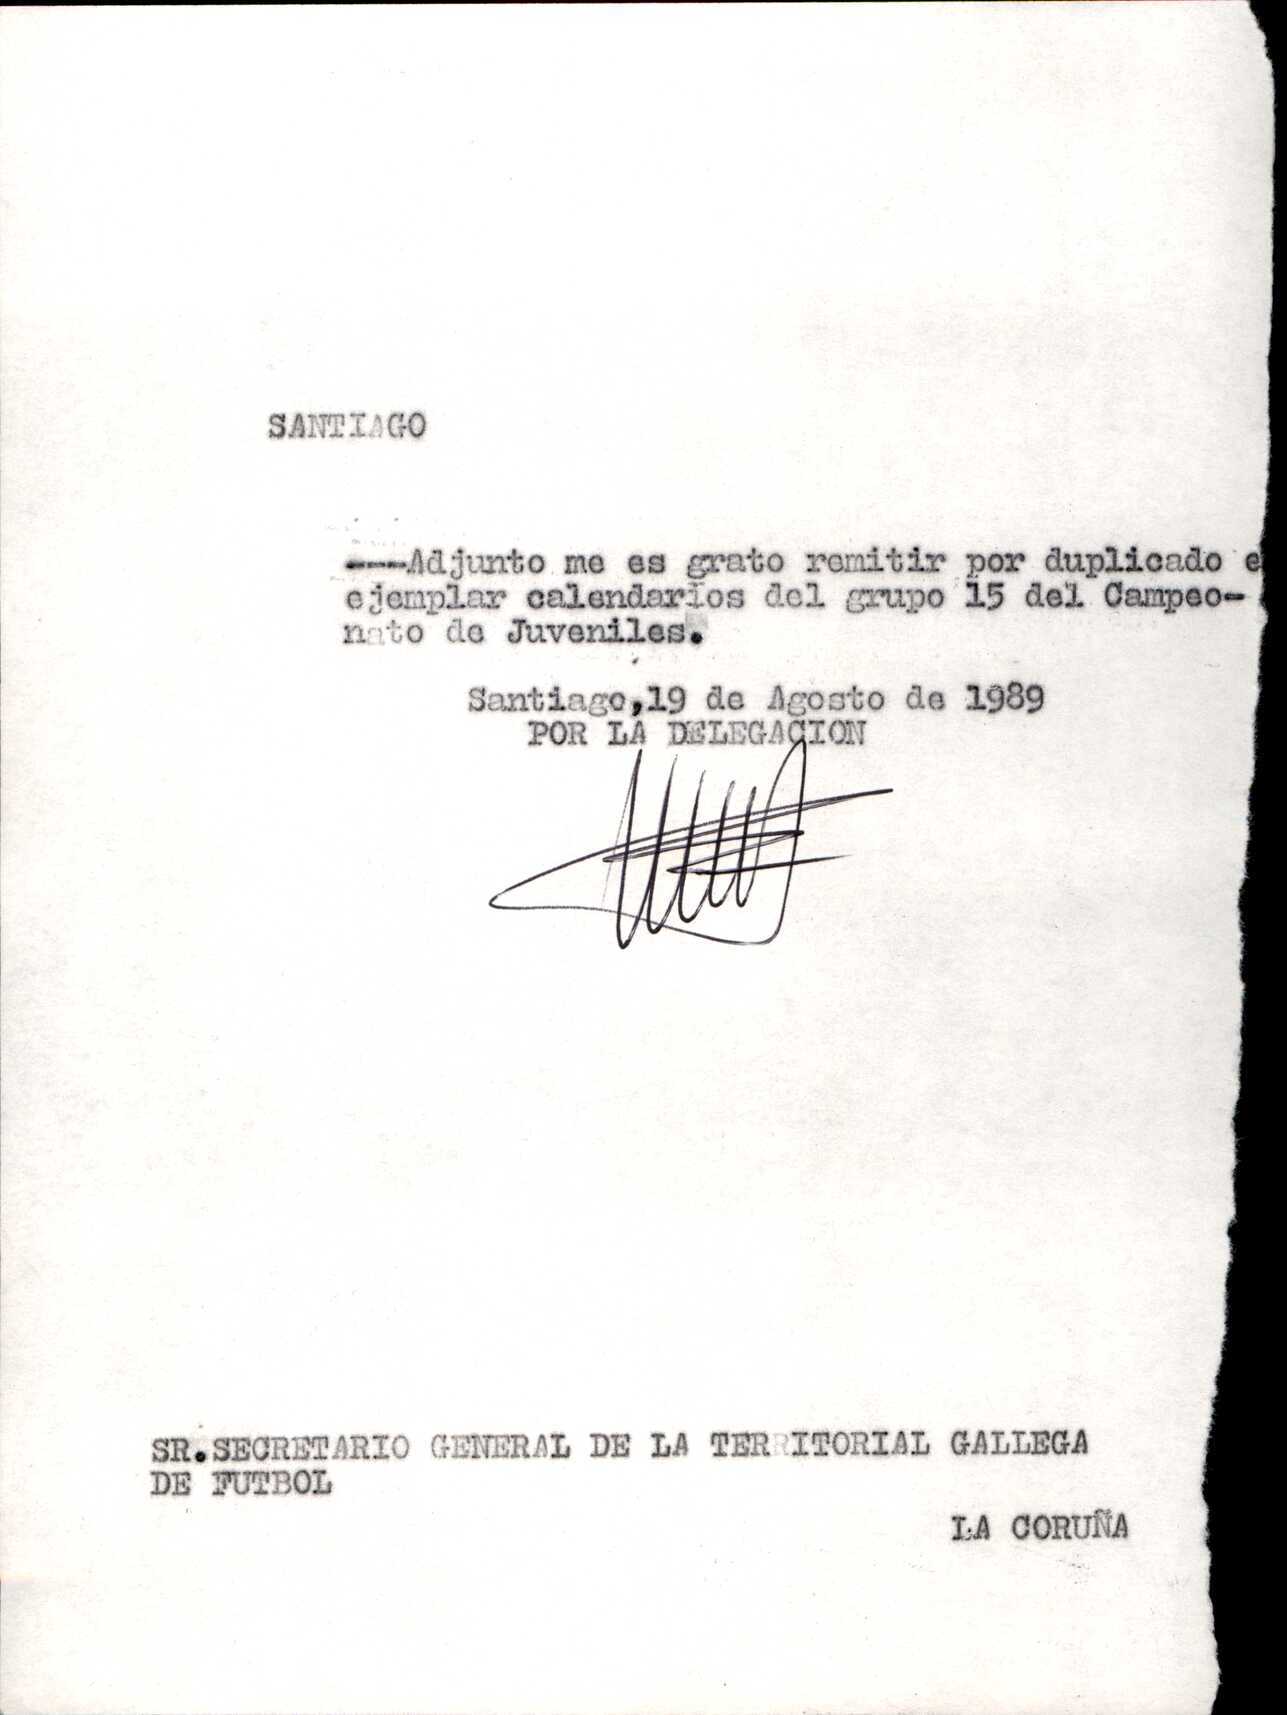 SANTIAGO
---Adjunto me es grato remitir por duplicado e
ejemplar calendarios del grupo 15 del Campeo-
nato de Juveniles.
Santiago,19 de Agosto de 1989
POR LA DELEGACION
SR.SECRETARIO GENERAL DE LA TERRITORIAL GALLEGA
DE FUTBOL
LA CORUÑA